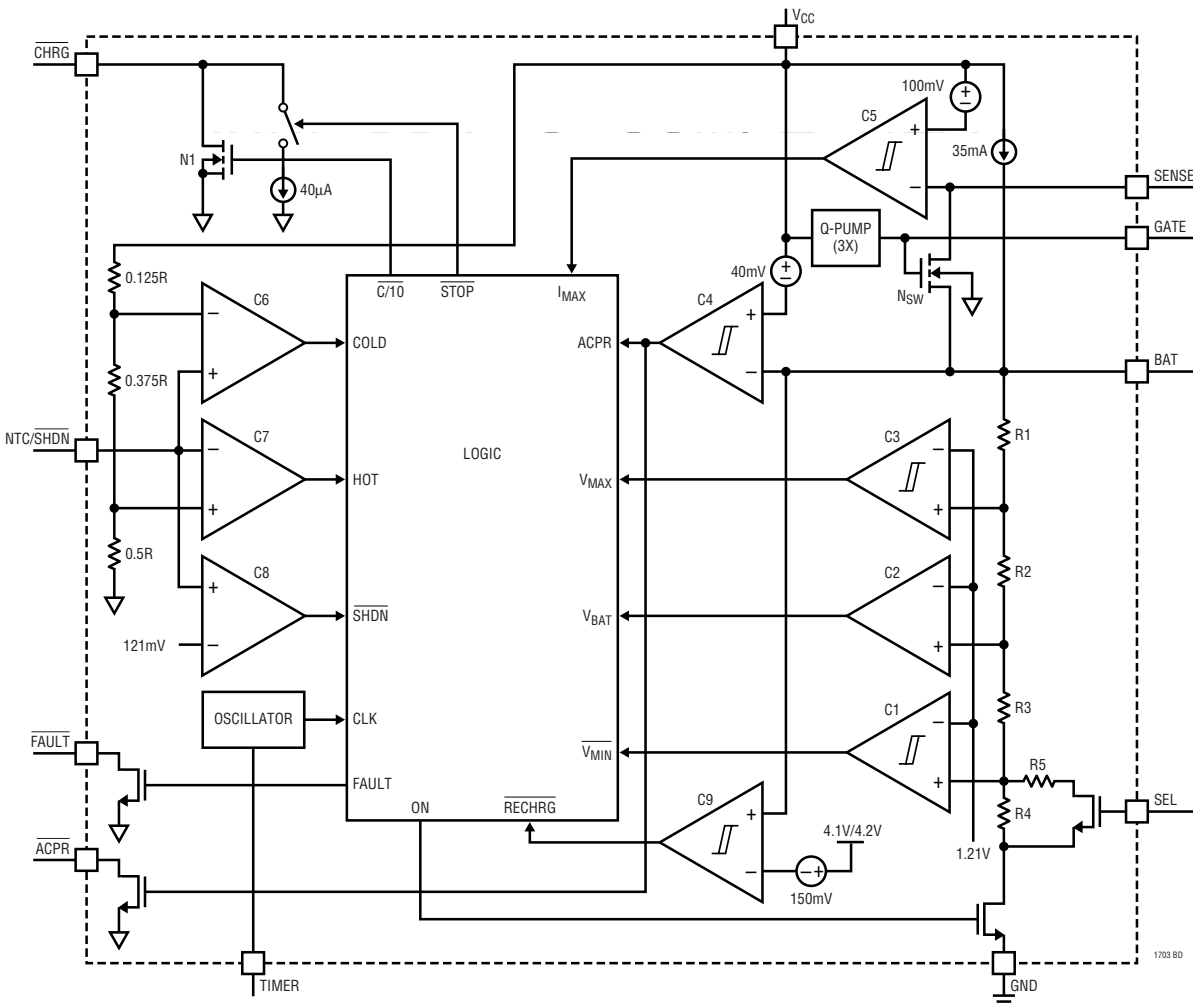 VCC
CHRG
100mV
C5
+
−
35mA
SENSE
N1
40µA
Q-PUMP
(3X)
GATE
40mV
NSW
0.125R
C/10
STOP
IMAX
C6
−
+
COLD
C4
+
−
ACPR
BAT
0.375R
NTC/SHDN
C7
−
+
HOT
LOGIC
VMAX
C3
−
+
R1
0.5R
C8
+
−
SHDN
121mV
VBAT
C2
−
+
R2
OSCILLATOR
CLK
VMIN
C1
−
+
R3
FAULT
FAULT
R5
R4
SEL
ON
RECHRG
C9
+
−
4.1V/4.2V
1.21V
ACPR
150mV
TIMER
GND
1703 BD